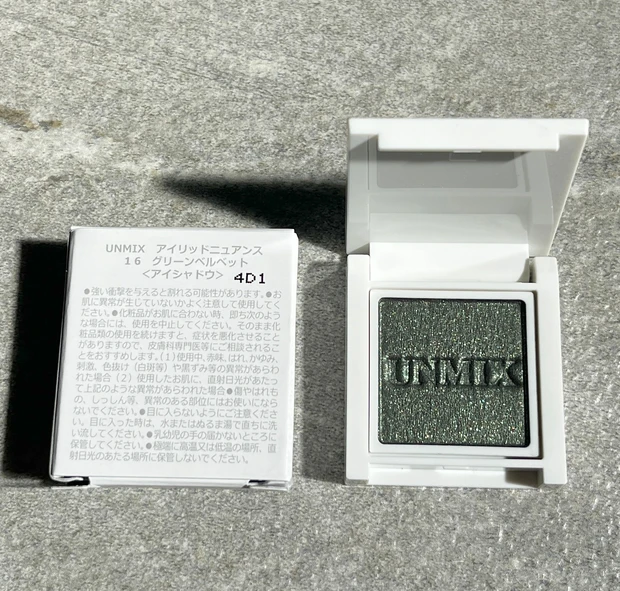 UNMIX アイリッドニュアンス
16 グリーンベルベット
<アイシャドウ> 4D1
●強い衝撃を与えると割れる可能性があります。●お
肌に異常が生じていないかよく注意して使用してく
ださい。●化粧品がお肌に合わない時、即ち次のよう
な場合には、使用を中止してください。そのまま化
粧品類の使用を続けますと、症状を悪化させること
がありますので、皮膚科専門医等にご相談されるこ
とをおすすめします。(1)使用中、赤味、はれ、かゆみ、
刺激、色抜け(白斑等)や黒ずみ等の異常があらわ
れた場合(2)使用したお肌に、直射日光があたっ
て上記のような異常があらわれた場合●傷やはれも
の、しっしん等、異常のある部位にはお使いになら
ないでください。●目に入らないようにご注意くださ
い。目に入った時は、水またはぬるま湯で直ちに洗
い流してください。●乳幼児の手の届かないところに
保管してください。●極端に高温又は低温の場所、直
射日光のあたる場所に保管しないでください。
UNMIX